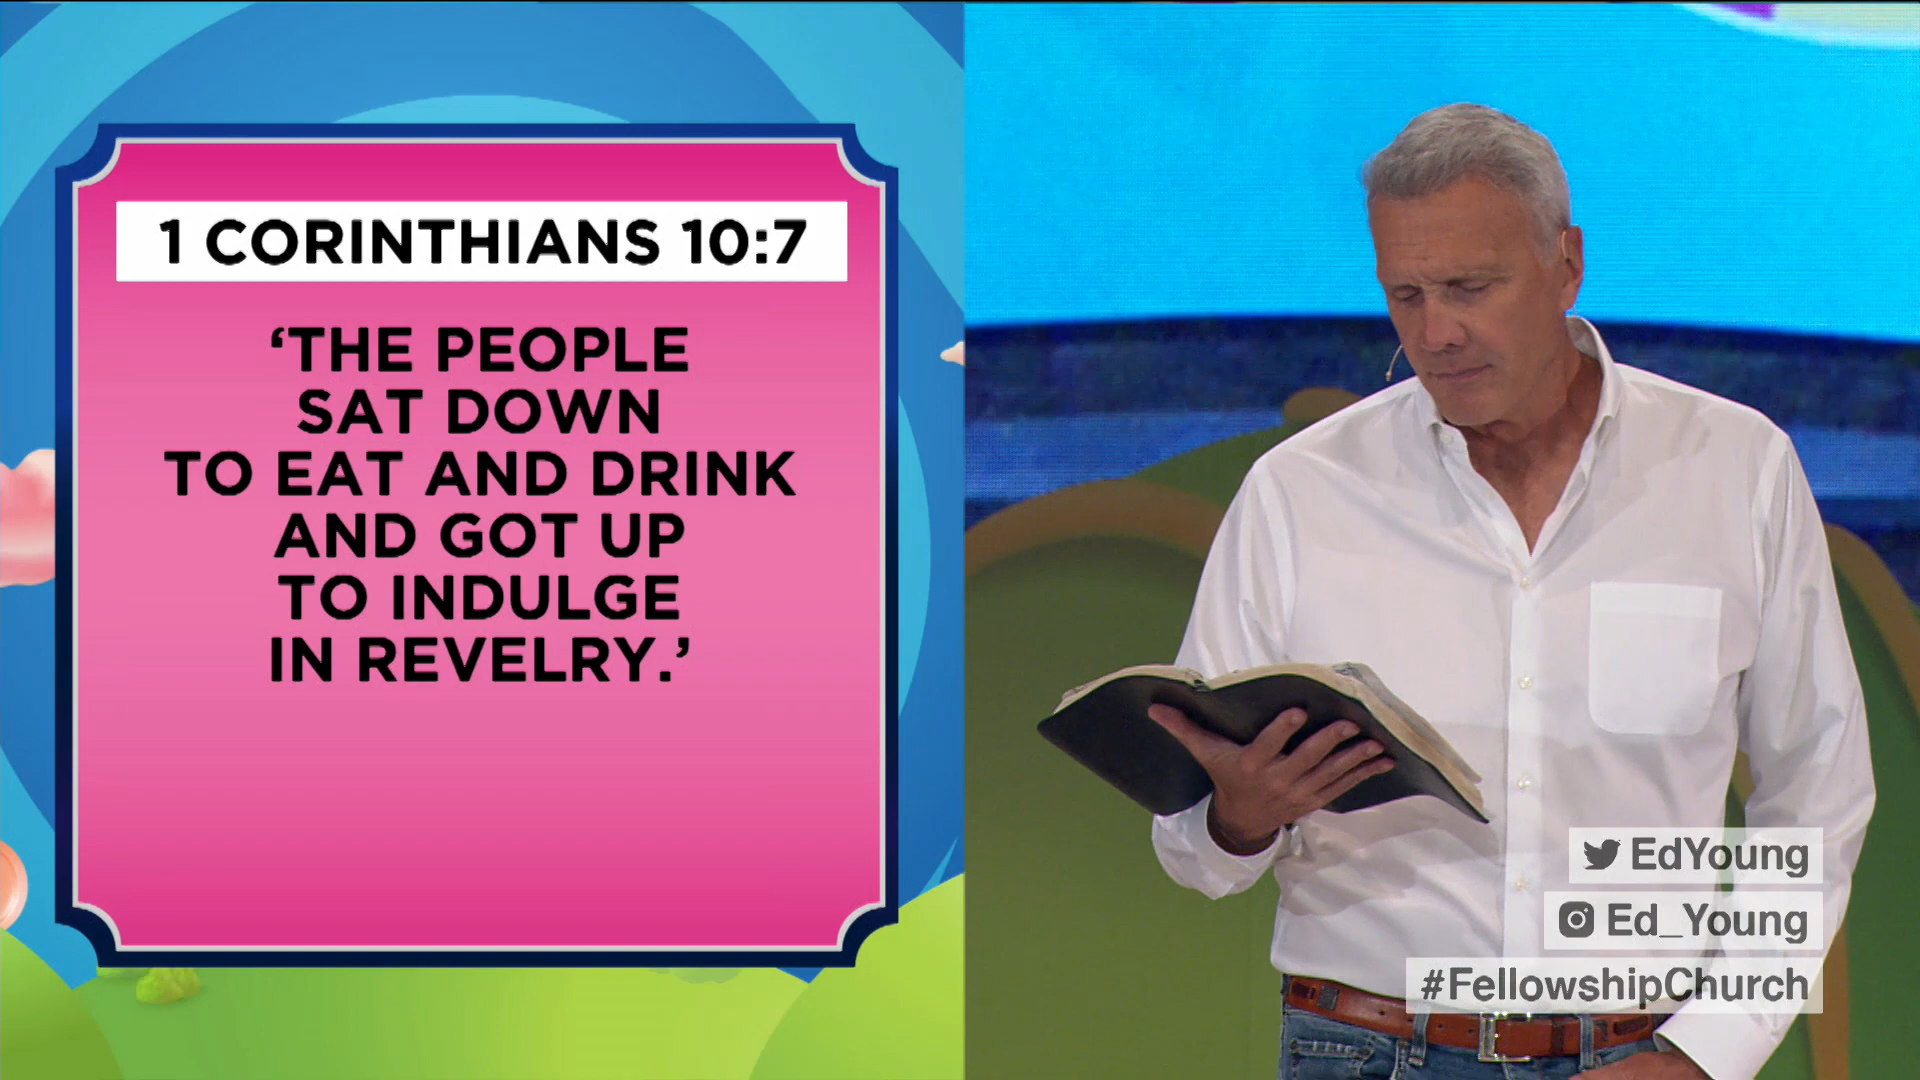 1 CORINTHIANS 10:7
‘THE PEOPLE
SAT DOWN
TO EAT AND DRINK
AND GOT UP
TO INDULGE
IN REVELRY.’
EdYoung
Ed_Young
#FellowshipChurch